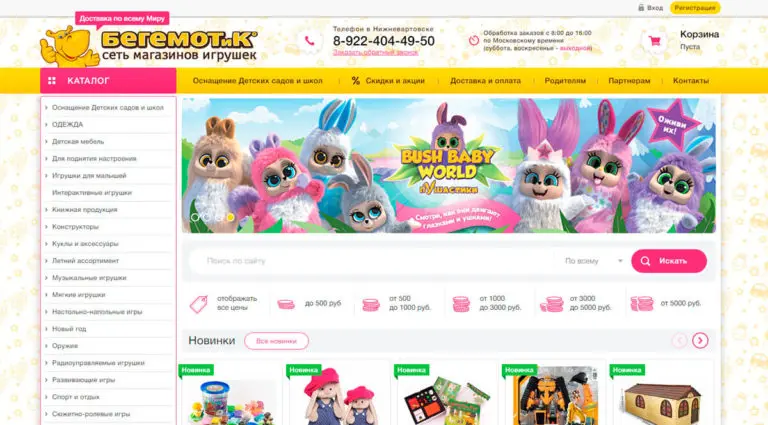 Доставка по всему Миру
Вход
Регистрация
БЕГЕМОТиК®
сеть магазинов игрушек
Телефон в Нижневартовске
8-922-404-49-50
Заказать обратный звонок
Обработка заказов с 8:00 до 16:00
по Московскому времени
(суббота, воскресенье - выходной)
Корзина
Пуста
КАТАЛОГ
Оснащение Детских садов и школ
% Скидки и акции
Доставка и оплата
Родителям
Партнерам
Контакты
Оснащение Детских садов и школ
ОДЕЖДА
Детская мебель
Для поднятия настроения
Игрушки для малышей
Интерактивные игрушки
Книжная продукция
Конструкторы
Куклы и аксессуары
Летний ассортимент
Музыкальные игрушки
Мягкие игрушки
Настольно-напольные игры
Новый год
Оружие
Радиоуправляемые игрушки
Развивающие игры
Спорт и отдых
Сюжетно-ролевые игры
Оживи
их!
BUSH BABY
WORLD
пУшастики
Смотри, как они двигают
глазками и ушками!
Поиск по сайту
По всему
Искать
отображать
все цены
до 500 руб
от 500
до 1000 руб.
от 1000
до 3000 руб.
от 3000
до 5000 руб.
от 5000 руб.
Новинки
Все новинки
Новинка
Новинка
Новинка
Новинка
Новинка